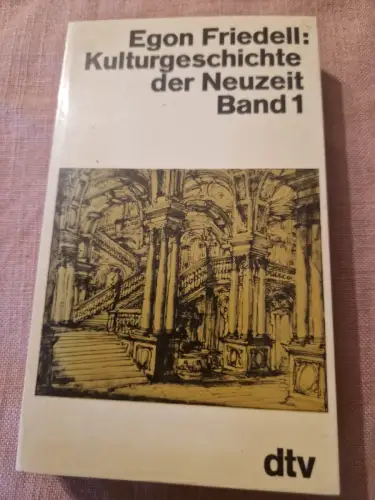 Egon Friedell:
Kulturgeschichte
der Neuzeit
Band 1
dtv